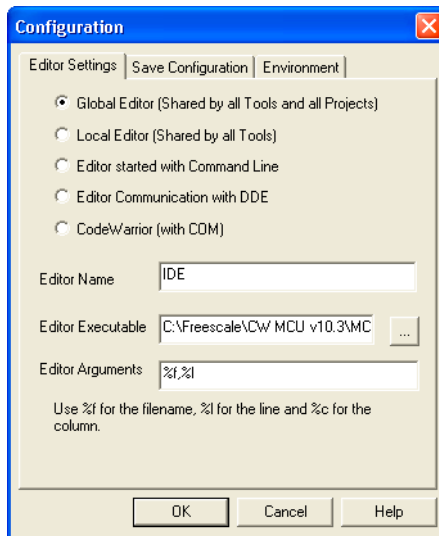 Configuration
Editor Settings Save Configuration Environment
Global Editor (Shared by all Tools and all Projects)
Local Editor (Shared by all Tools)
Editor started with Command Line
Editor Communication with DDE
CodeWarrior (with COM)
Editor Name IDE
Editor Executable C:\Freescale\CW MCU v10.3\MC ...
Editor Arguments %f,%l
Use %f for the filename, %l for the line and %c for the
column.
OK Cancel Help